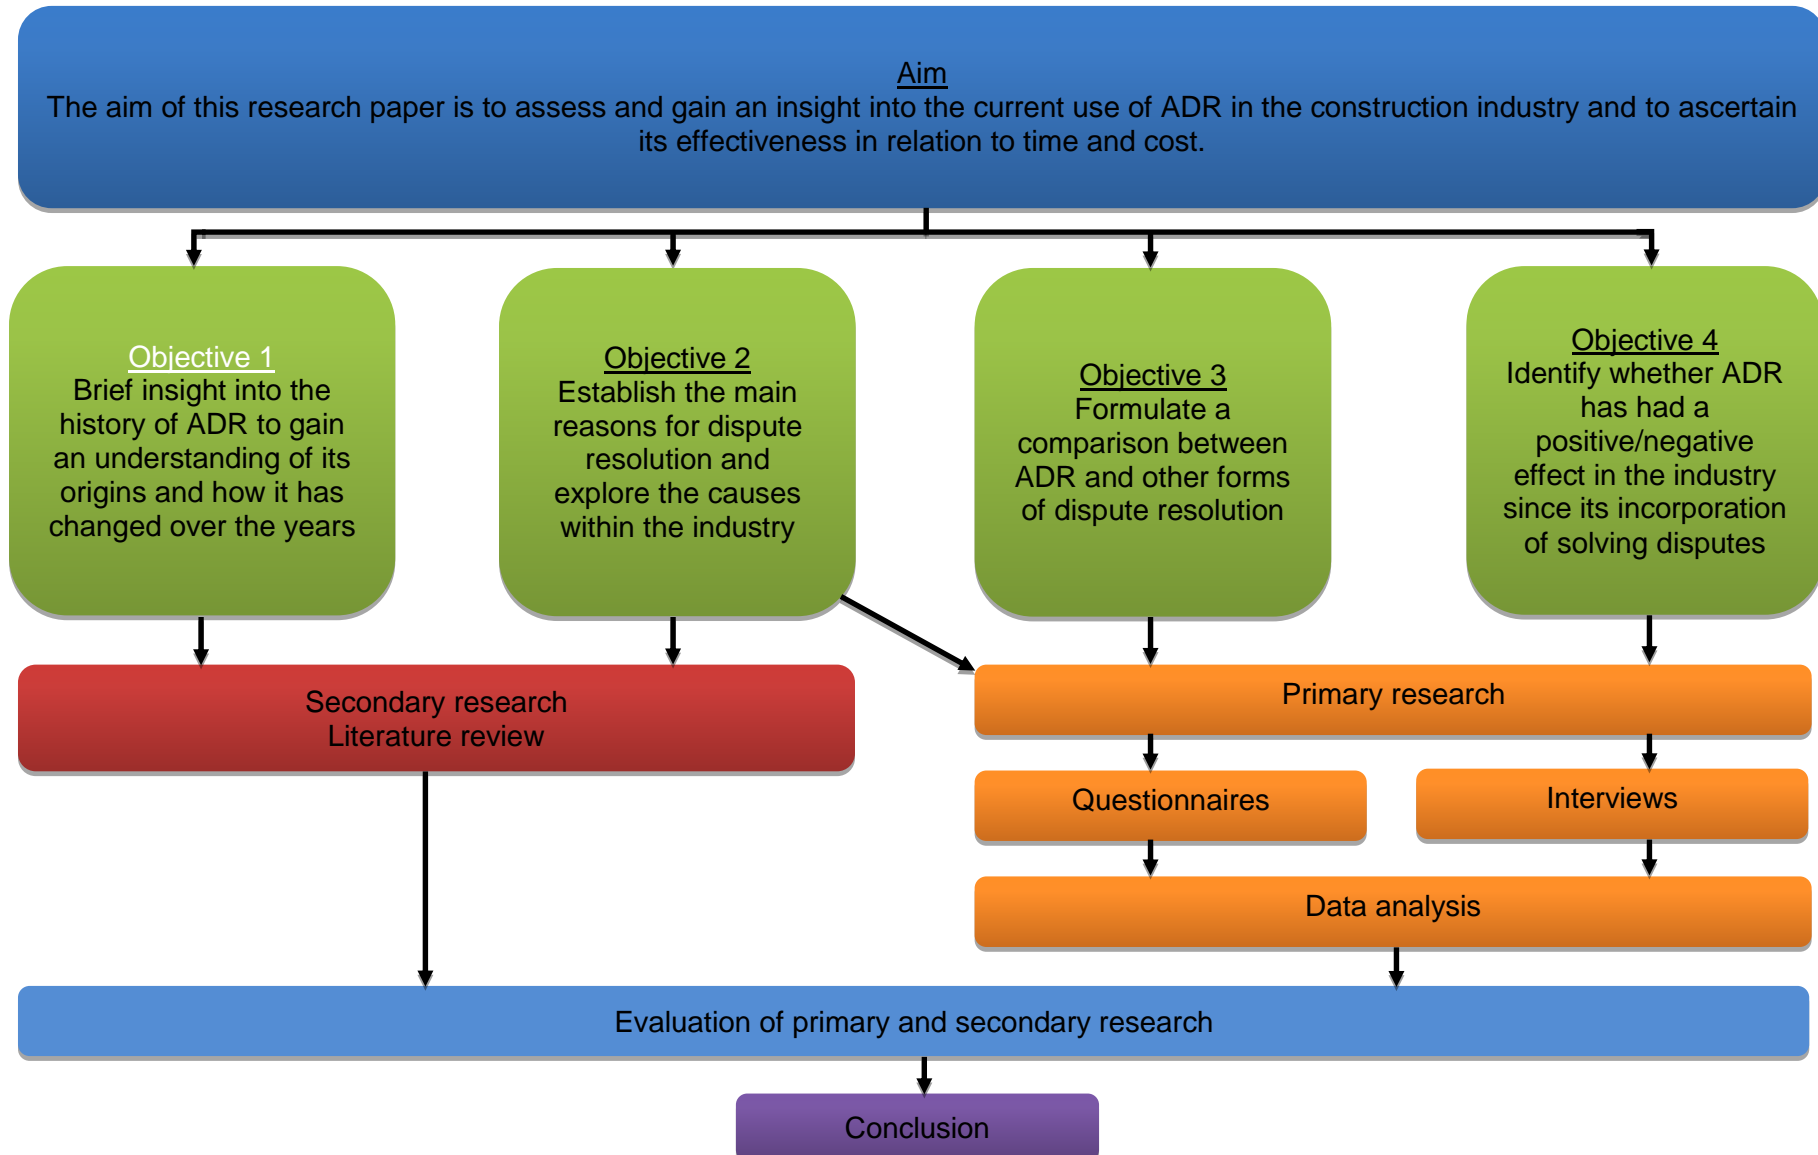 Aim
The aim of this research paper is to assess and gain an insight into the current use of ADR in the construction industry and to ascertain
its effectiveness in relation to time and cost.
Objective 1
Brief insight into the
history of ADR to gain
an understanding of its
origins and how it has
changed over the years
Objective 2
Establish the main
reasons for dispute
resolution and
explore the causes
within the industry
Objective 3
Formulate a
comparison between
ADR and other forms
of dispute resolution
Objective 4
Identify whether ADR
has had a
positive/negative
effect in the industry
since its incorporation
of solving disputes
Secondary research
Literature review
Primary research
Questionnaires
Interviews
Data analysis
Evaluation of primary and secondary research
Conclusion